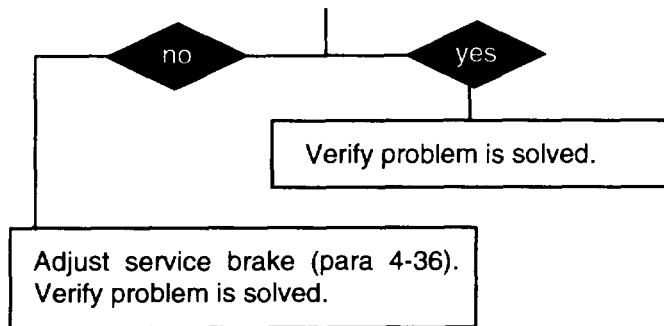 no
yes
Verify problem is solved.
Adjust service brake (para 4-36).
Verify problem is solved.